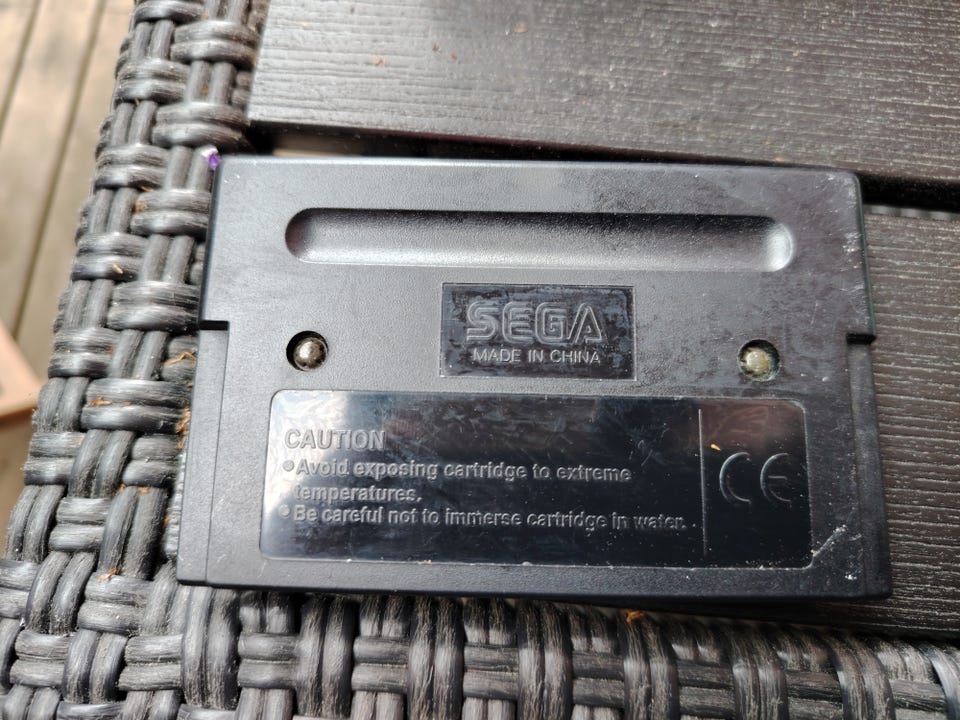 SEGA
MADE IN CHINA
CAUTION
•Avoid exposing cartridge to extreme
temperatures.
•Be careful not to immerse cartridge in water.
CE